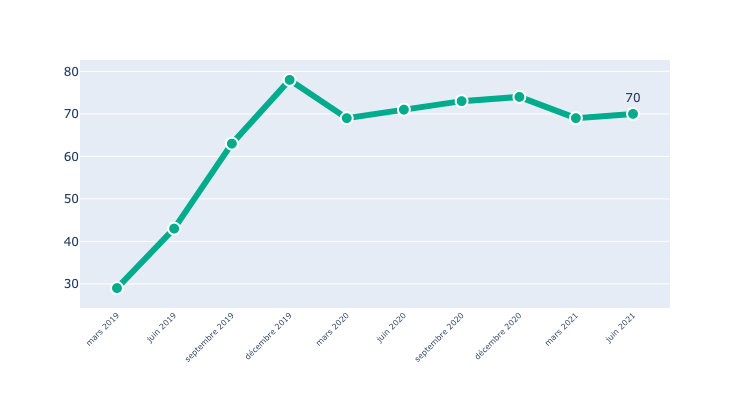 80
70
60
50
40
30
70
mars 2019
juin 2019
septembre 2019
décembre 2019
mars 2020
juin 2020
septembre 2020
décembre 2020
mars 2021
juin 2021